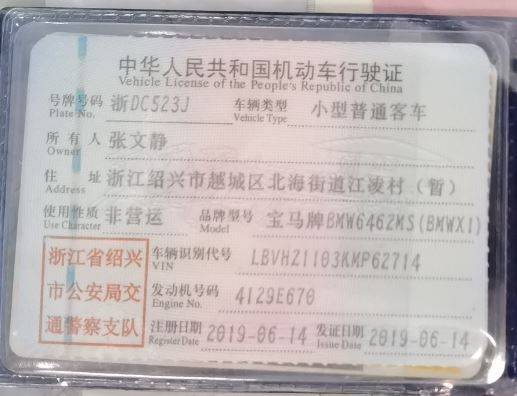 中华人民共和国机动车行驶证
Vehicle License of the People's Republic of China
号牌号码 浙DC523J 车辆类型 小型普通客车
Plate No. Vehicle Type
所有人 张文静
Owner
住址 浙江绍兴市越城区北海街道江凌村（暂）
Address
使用性质 非营运 品牌型号 宝马牌BMW6462MS(BMWX1)
Use Character Model
浙江省绍兴
市公安局交
通警察支队
车辆识别代号 LBVHZ1103KMP62714
VIN
发动机号码 4129E670
Engine No.
注册日期 2019-06-14 发证日期 2019-06-14
Register Date Issue Date